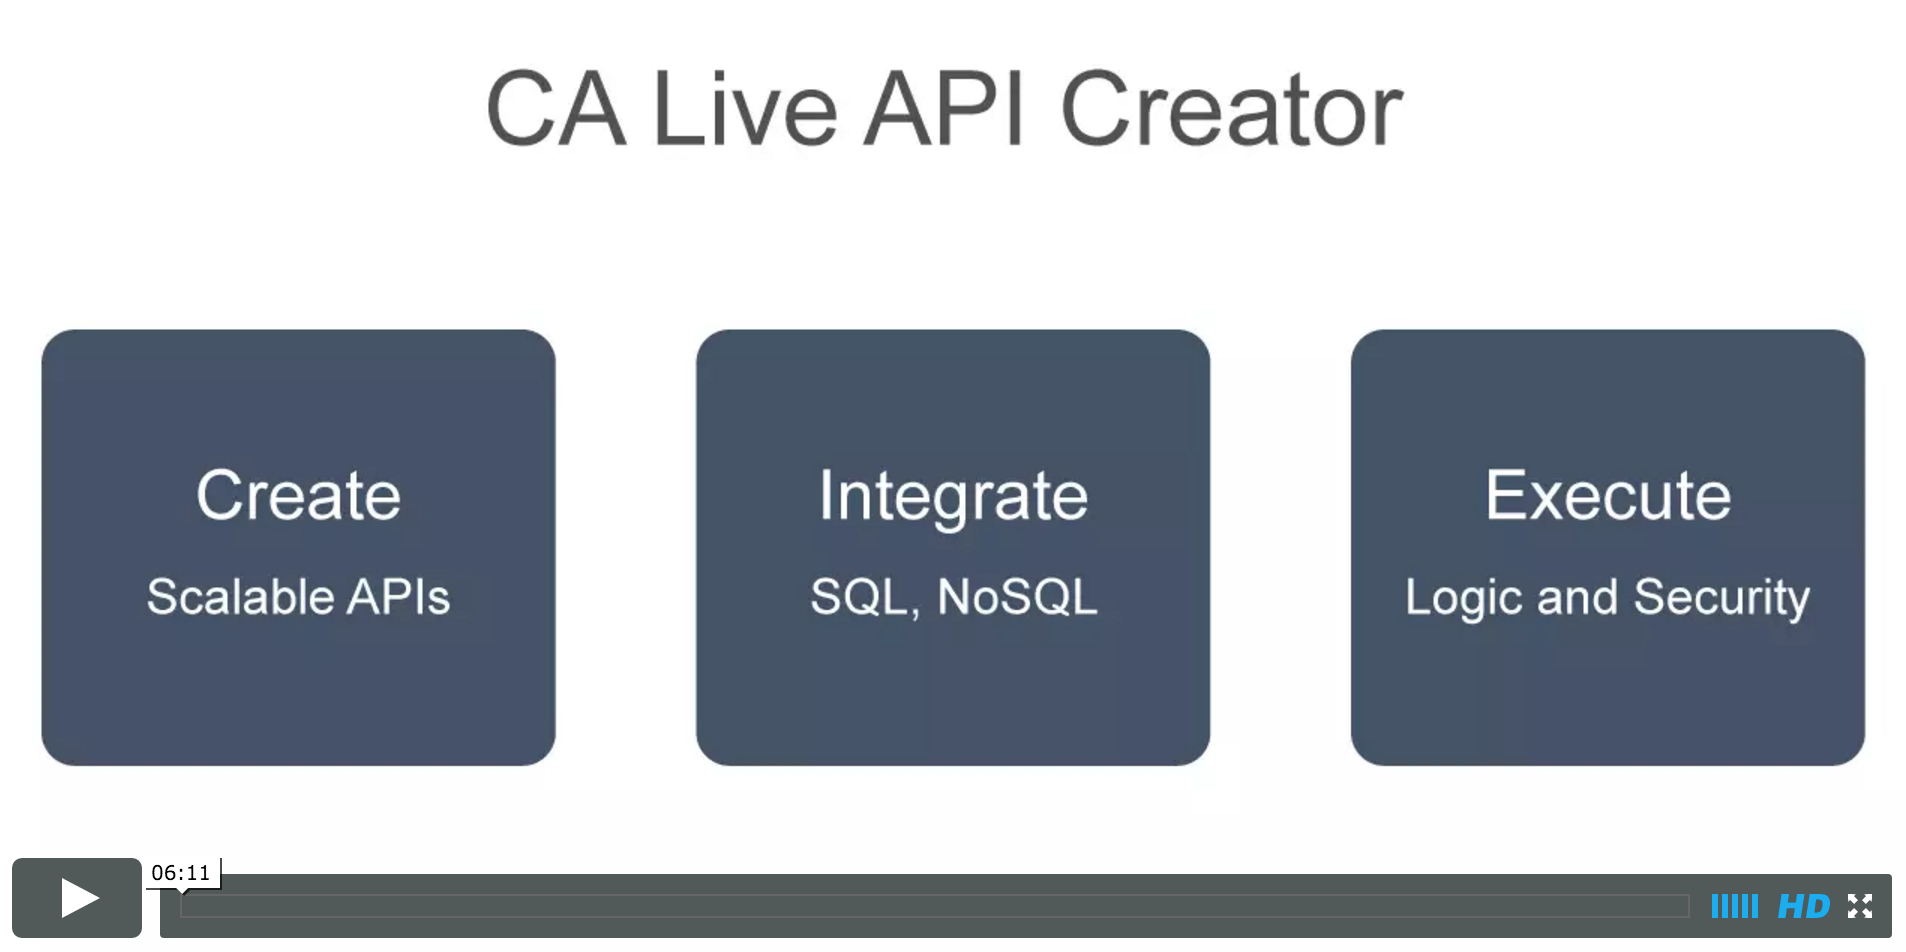 CA Live API Creator
Create
Scalable APIs
Integrate
SQL, NoSQL
Execute
Logic and Security
06:11
HD